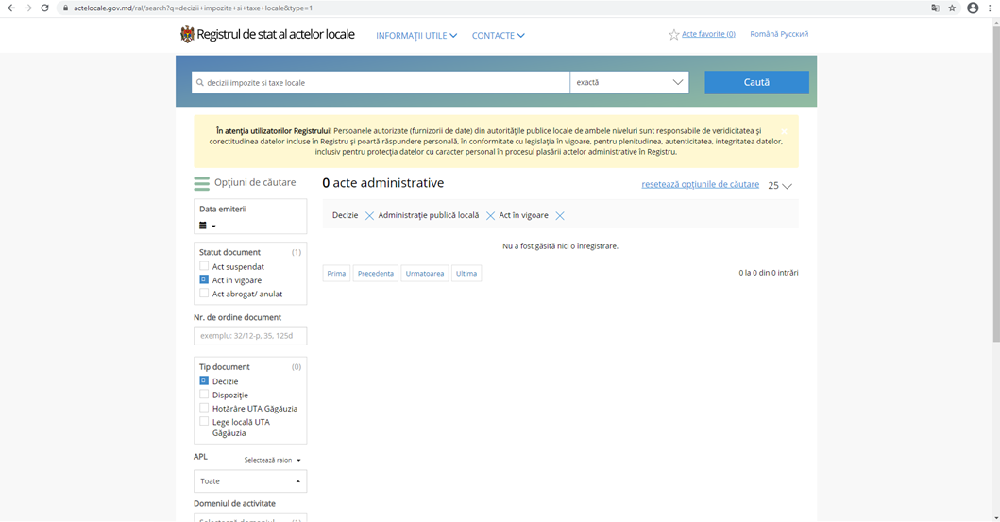 actelocale.gov.md/ral/search?q=decizii+impozite+si+taxe+locale&type=1
Registrul de stat al actelor locale
INFORMAȚII UTILE
CONTACTE
Acte favorite (0)
Română Русский
decizii impozite si taxe locale
exactă
Caută
În atenția utilizatorilor Registrului! Persoanele autorizate (furnizorii de date) din autoritățile publice locale de ambele niveluri sunt responsabile de veridicitatea și
corectitudinea datelor incluse în Registru și poartă răspundere personală, în conformitate cu legislația în vigoare, pentru plenitudinea, autenticitatea, integritatea datelor,
inclusiv pentru protecția datelor cu caracter personal în procesul plasării actelor administrative în Registru.
Opțiuni de căutare
0 acte administrative
resetează opțiunile de căutare
25
Data emiterii
Decizie
Administrație publică locală
Act în vigoare
Nu a fost găsită nici o înregistrare.
Prima
Precedenta
Urmatoarea
Ultima
0 la 0 din 0 intrări
Statut document (1)
Act suspendat
Act în vigoare
Act abrogat/ anulat
Nr. de ordine document
exemplu: 32/12-p, 35, 125d
Tip document (0)
Decizie
Dispoziție
Hotărâre UTA Găgăuzia
Lege locală UTA
Găgăuzia
APL
Selectează raion
Toate
Domeniul de activitate
Selectează domeniul (1)